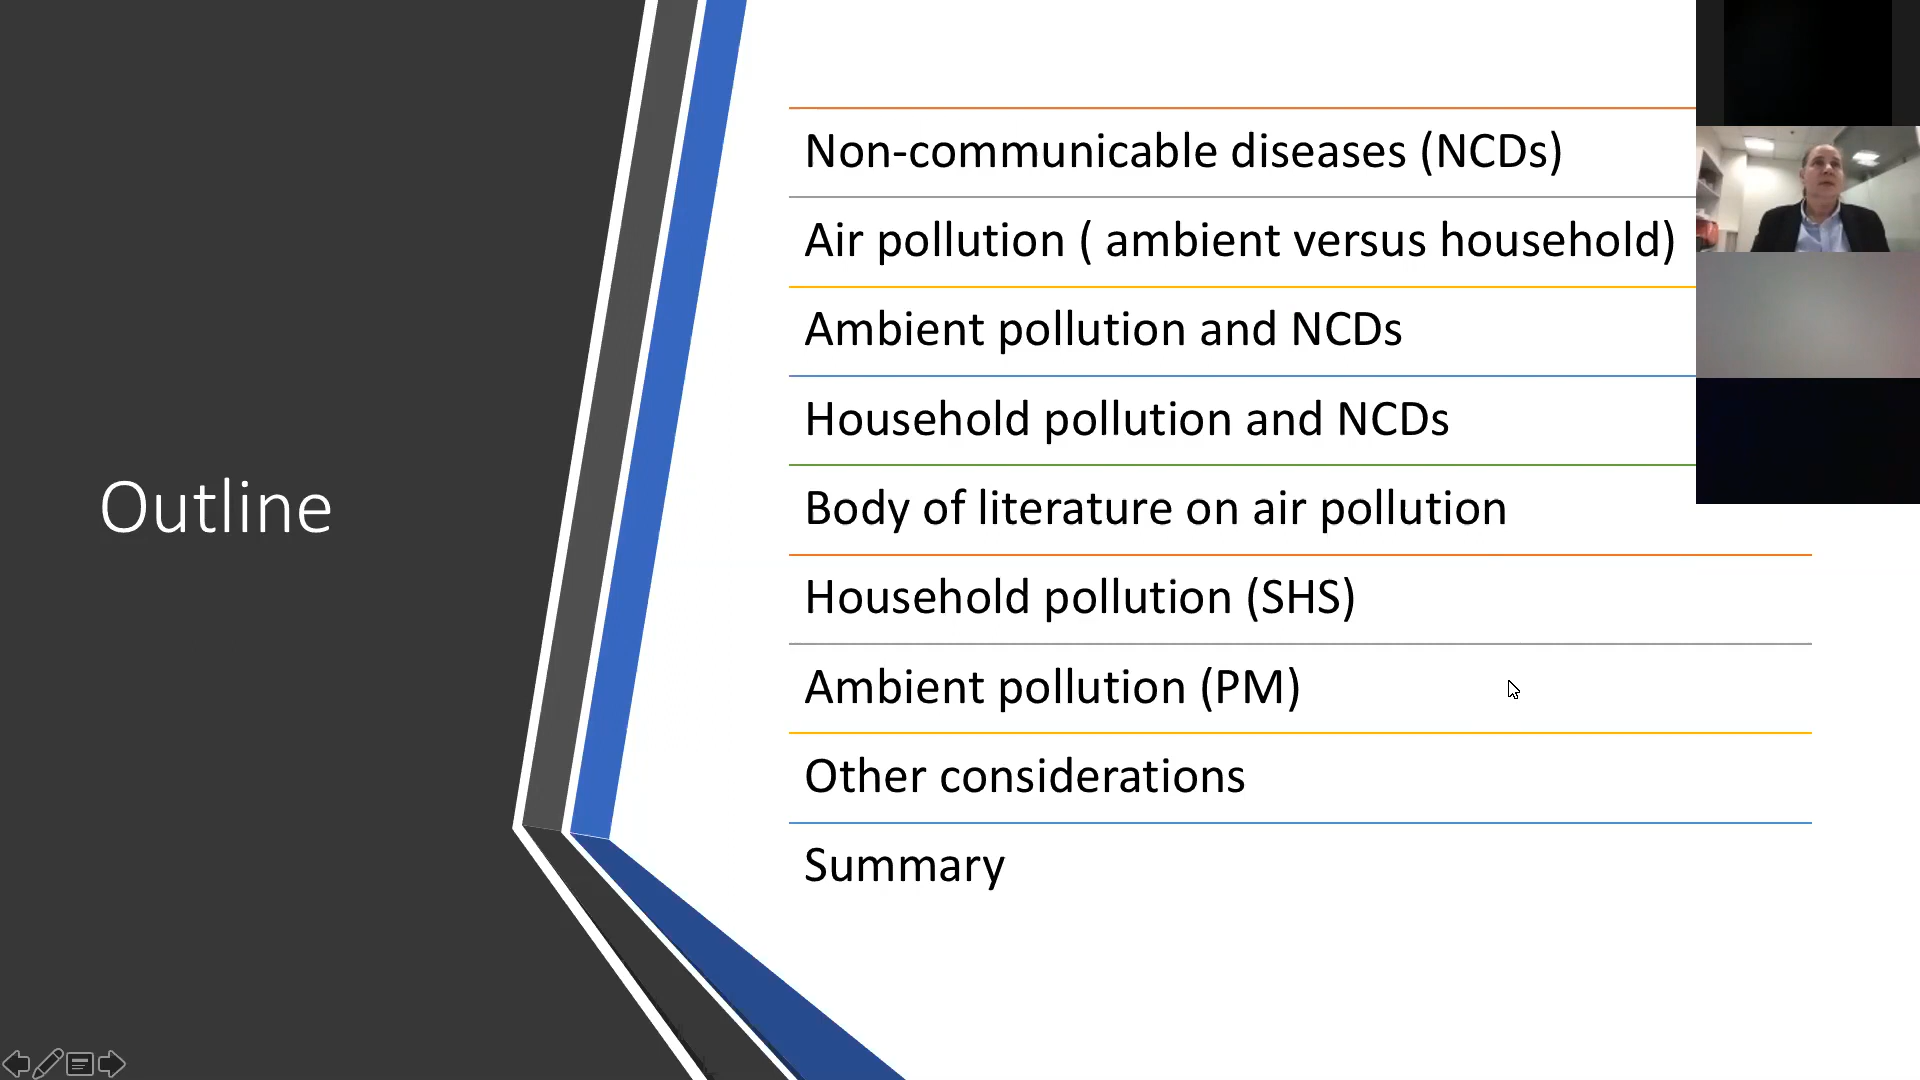 Outline
Non-communicable diseases (NCDs)
Air pollution ( ambient versus household)
Ambient pollution and NCDs
Household pollution and NCDs
Body of literature on air pollution
Household pollution (SHS)
Ambient pollution (PM)
Other considerations
Summary